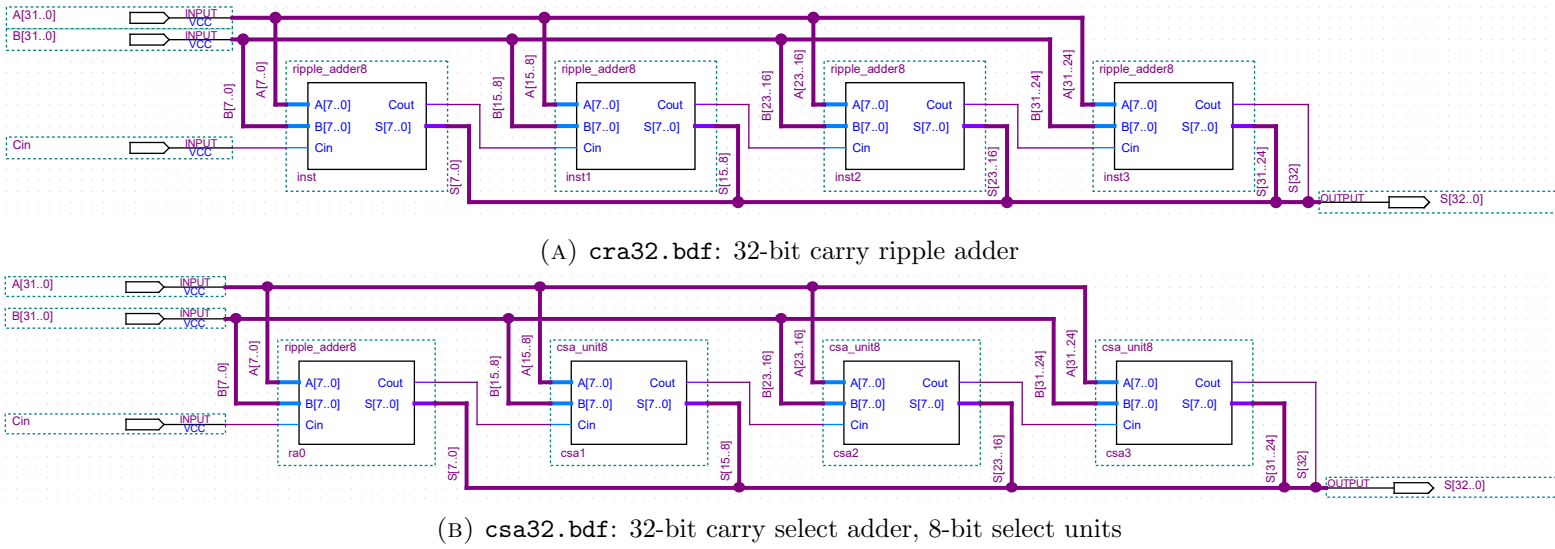 A[31..0] INPUT VCC
B[31..0] INPUT VCC
A[7..0] A[15..8] A[23..16] A[31..24]
B[7..0] B[15..8] B[23..16] B[31..24]
ripple_adder8 ripple_adder8 ripple_adder8 ripple_adder8
A[7..0] Cout A[7..0] Cout A[7..0] Cout A[7..0] Cout
B[7..0] S[7..0] B[7..0] S[7..0] B[7..0] S[7..0] B[7..0] S[7..0]
Cin INPUT VCC Cin Cin Cin Cin
inst inst1 inst2 inst3
S[7..0] S[15..8] S[23..16] S[31..24] S[32]
OUTPUT S[32..0]
(A) cra32.bdf: 32-bit carry ripple adder
A[31..0] INPUT VCC
B[31..0] INPUT VCC
A[7..0] A[15..8] A[23..16] A[31..24]
B[7..0] B[15..8] B[23..16] B[31..24]
ripple_adder8 csa_unit8 csa_unit8 csa_unit8
A[7..0] Cout A[7..0] Cout A[7..0] Cout A[7..0] Cout
B[7..0] S[7..0] B[7..0] S[7..0] B[7..0] S[7..0] B[7..0] S[7..0]
Cin INPUT VCC Cin Cin Cin Cin
ra0 csa1 csa2 csa3
S[7..0] S[15..8] S[23..16] S[31..24] S[32]
OUTPUT S[32..0]
(B) csa32.bdf: 32-bit carry select adder, 8-bit select units